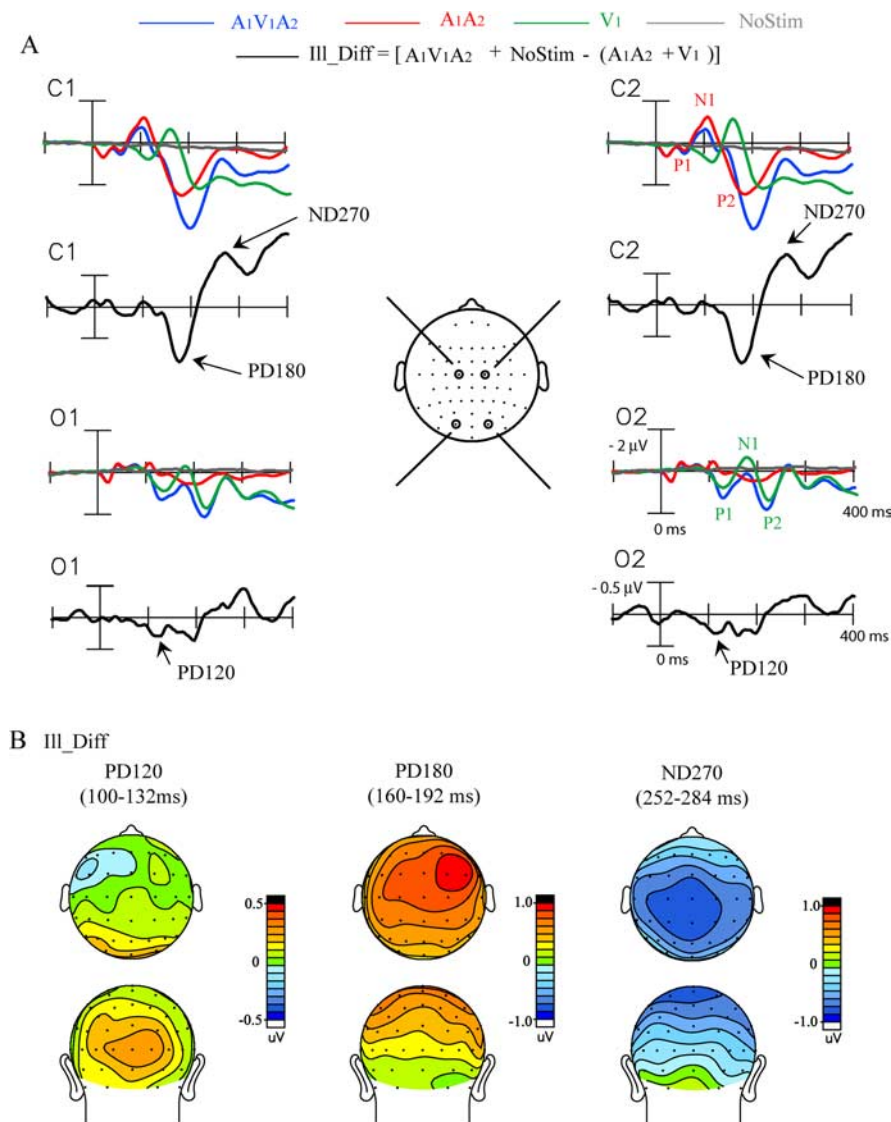 A1V1A2 A1A2 V1 NoStim
A Ill_Diff = [A1V1A2 + NoStim - (A1A2 + V1)]
C1 C2
N1
P1
P2
ND270 ND270
C1 C2
PD180 PD180
O1 O2
- 2 μV N1
P1 P2 400 ms
0 ms
O1 O2
- 0.5 μV
400 ms
0 ms
PD120 PD120
B Ill_Diff
PD120 PD180 ND270
(100-132ms) (160-192 ms) (252-284 ms)
0.5 1.0 1.0
0 0 0
-0.5 -1.0 -1.0
uV uV uV